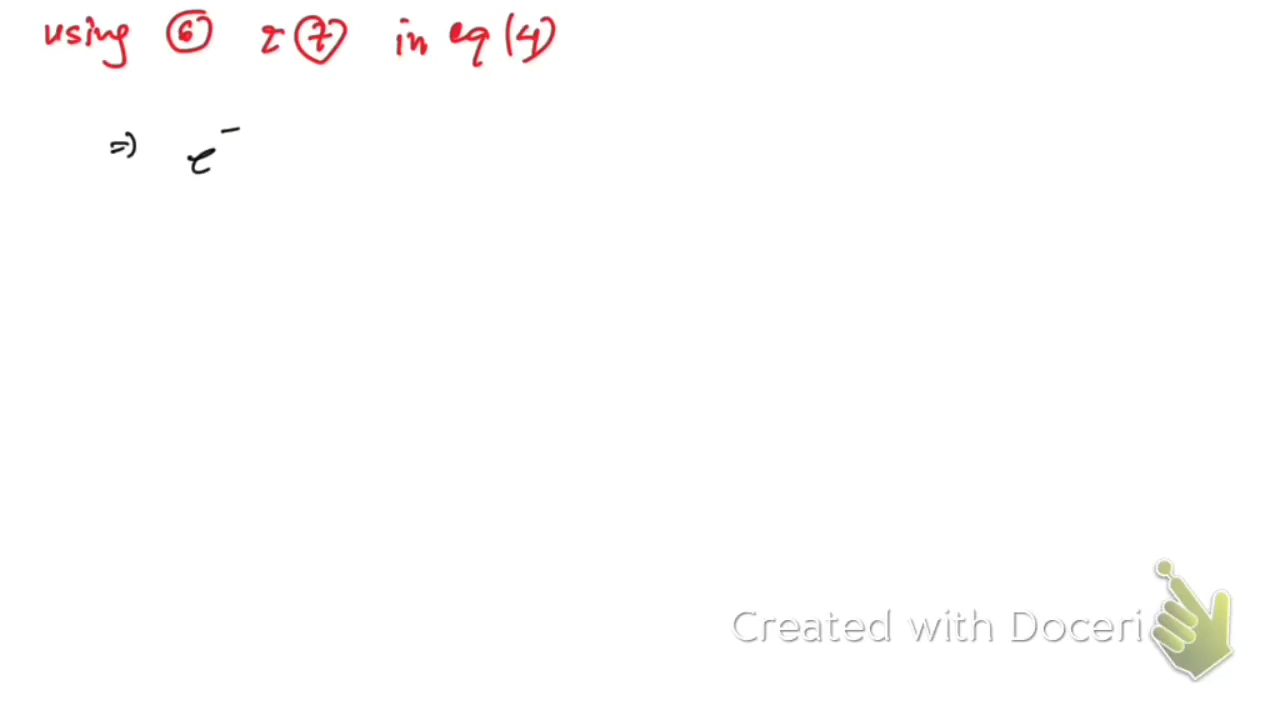 using ⑥ & ⑦ in eq (4)
⇒ e⁻
Created with Doceri